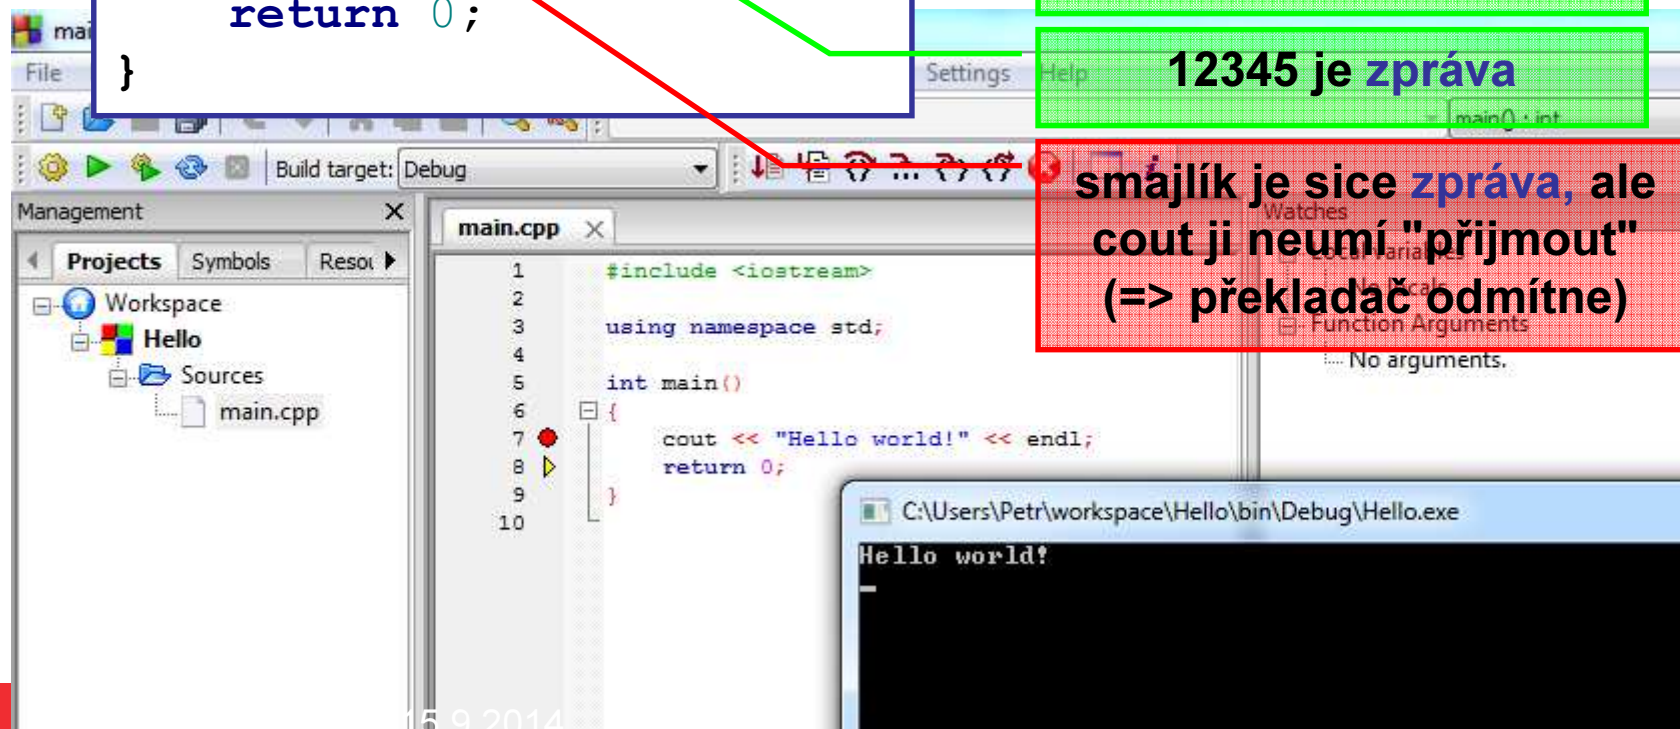 return 0;
}
mai
File
Settings Help
12345 je zpráva
main() : int
Build target: Debug
smajlík je sice zpráva, ale
cout ji neumí "přijmout"
(=> překladač odmítne)
Management
Projects Symbols
Workspace
Hello
Sources
main.cpp
main.cpp
1 #include <iostream>
2
3 using namespace std;
4
5 int main()
6 {
7 cout << "Hello world!" << endl;
8 return 0;
9 }
10
Watches
Local variables
No locals
Function Arguments
No arguments.
C:\Users\Petr\workspace\Hello\bin\Debug\Hello.exe
Hello world!
15.9.2014